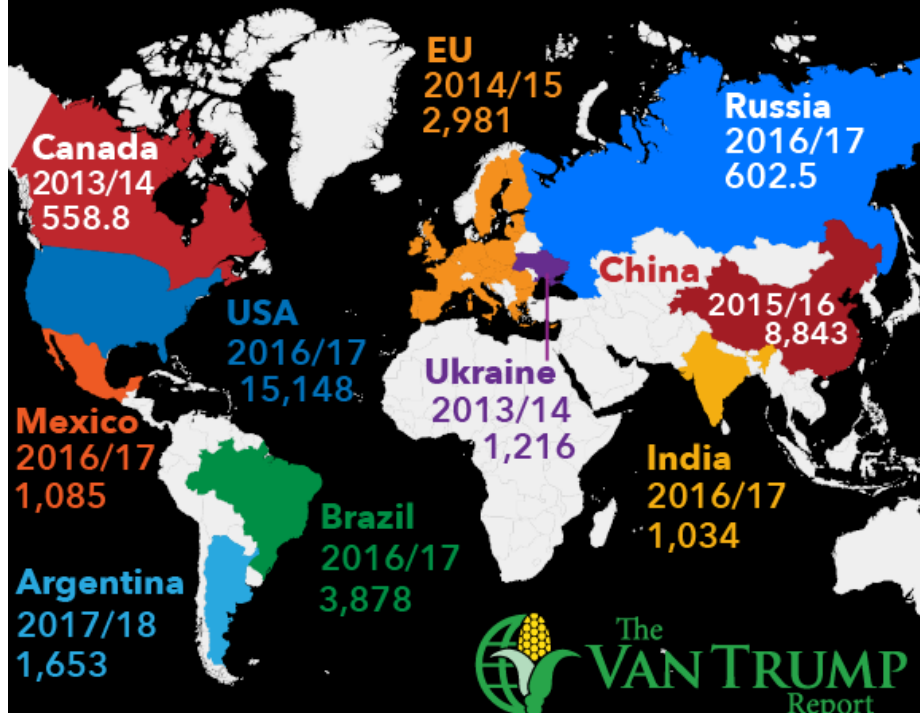 EU
2014/15
2,981
Russia
2016/17
602.5
Canada
2013/14
558.8
China
2015/16
8,843
USA
2016/17
15,148
Ukraine
2013/14
1,216
Mexico
2016/17
1,085
India
2016/17
1,034
Brazil
2016/17
3,878
Argentina
2017/18
1,653
The
VAN TRUMP
Report